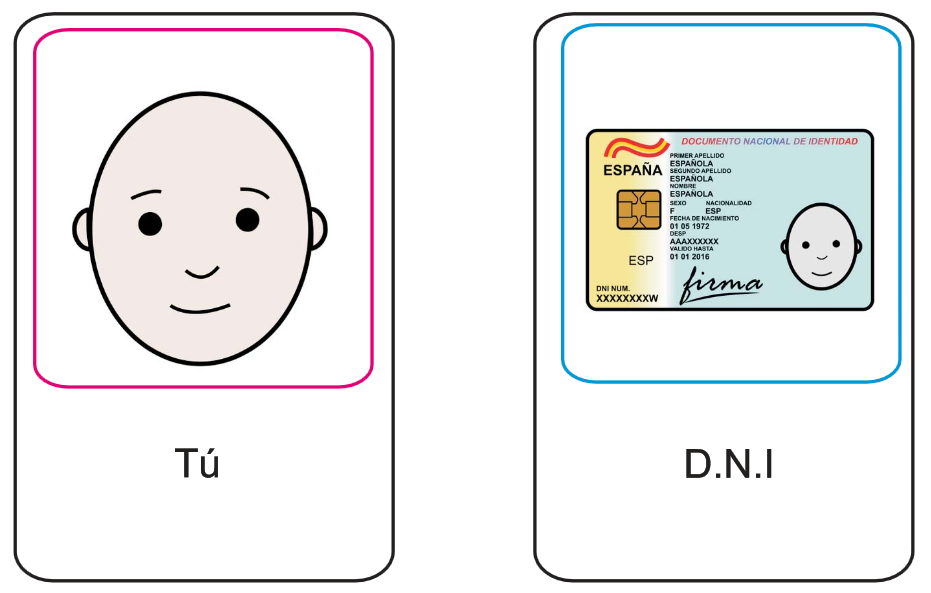 DOCUMENTO NACIONAL DE IDENTIDAD
ESPAÑA
PRIMER APELLIDO
ESPAÑOLA
SEGUNDO APELLIDO
ESPAÑOLA
NOMBRE
ESPAÑOLA
SEXO NACIONALIDAD
F ESP
FECHA DE NACIMIENTO
01 05 1972
DESP
AAAXXXXXX
VALIDO HASTA
01 01 2016
ESP
firma
DNI NUM.
XXXXXXXXW
Tú
D.N.I